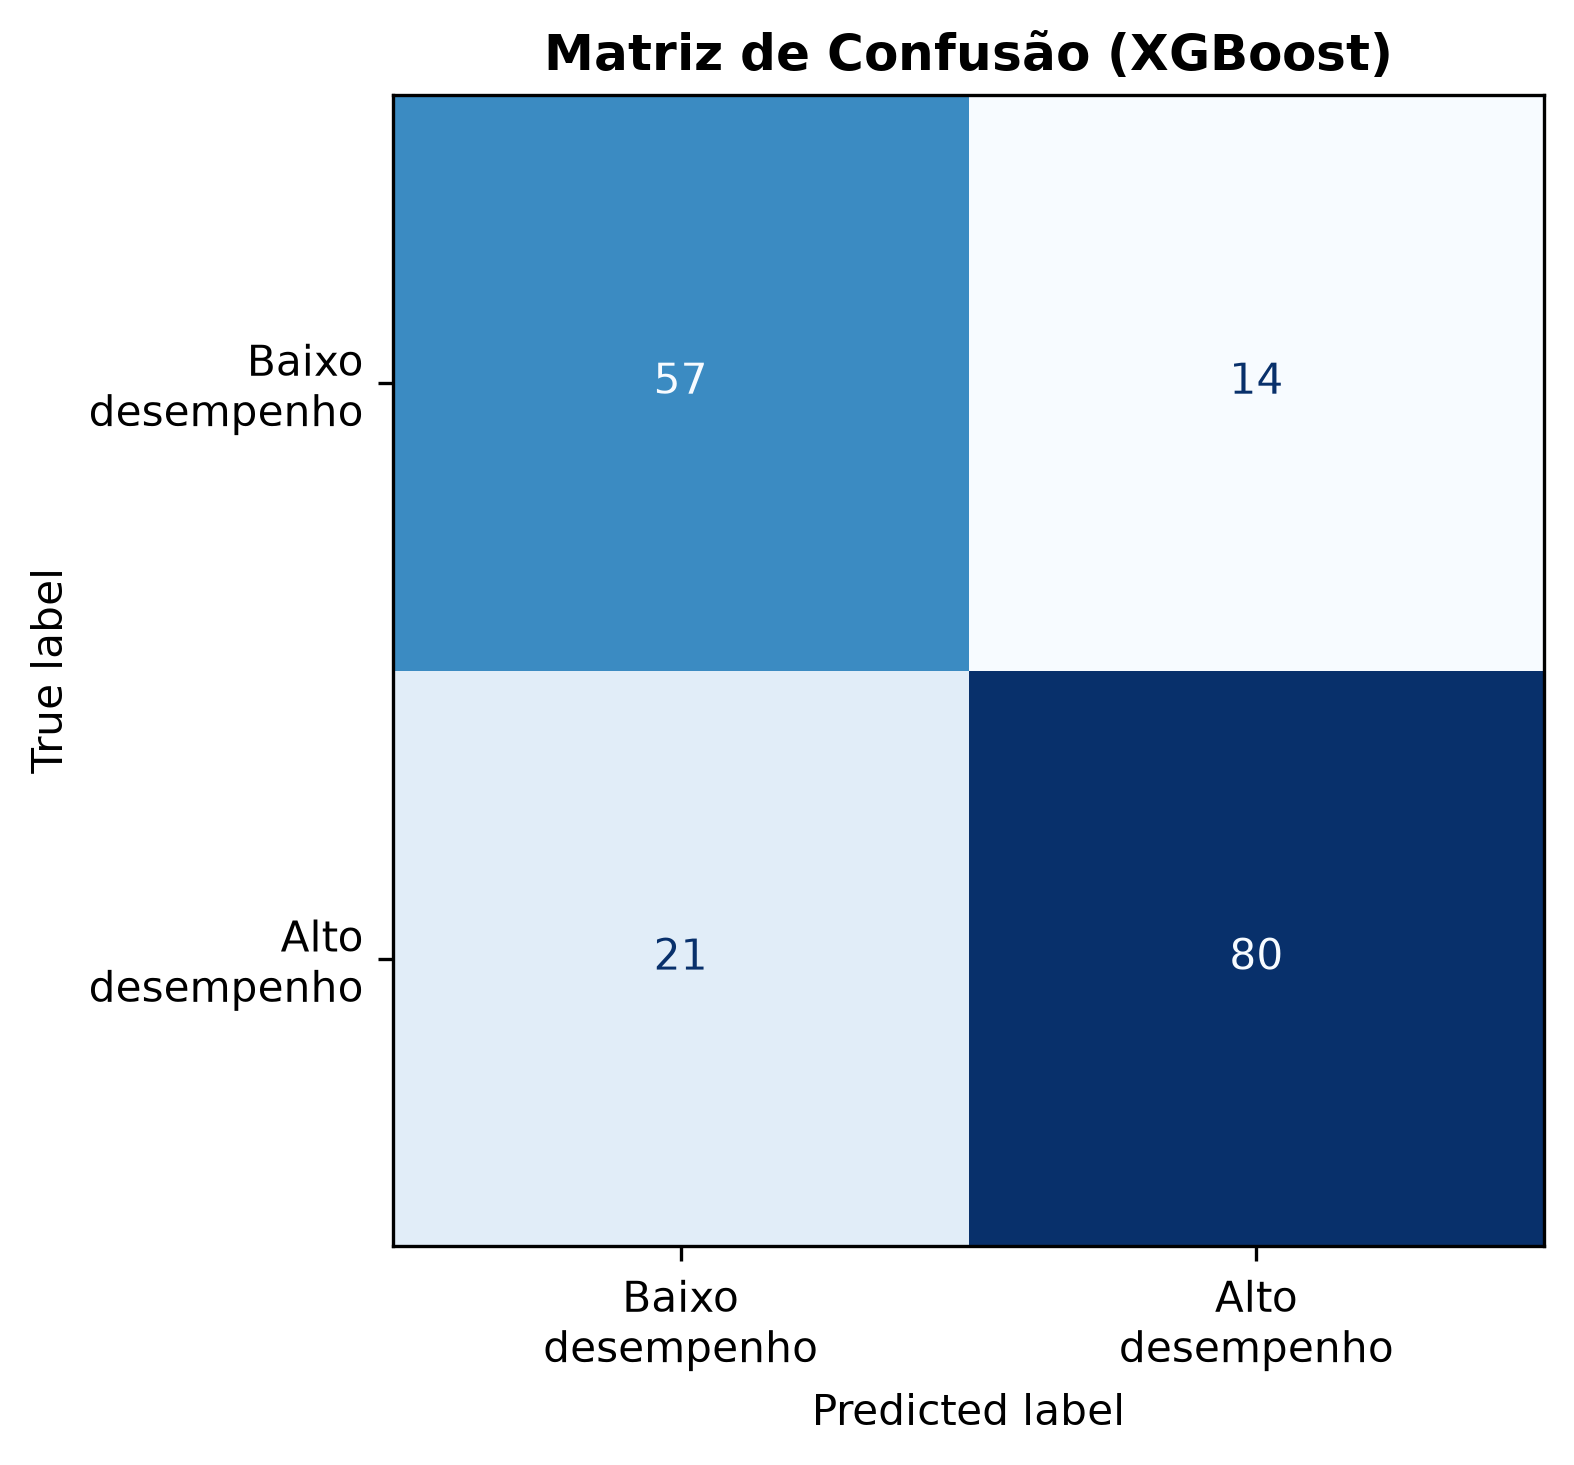 Matriz de Confusão (XGBoost)
True label
Baixo
desempenho
57
14
Alto
desempenho
21
80
Baixo
desempenho
Alto
desempenho
Predicted label